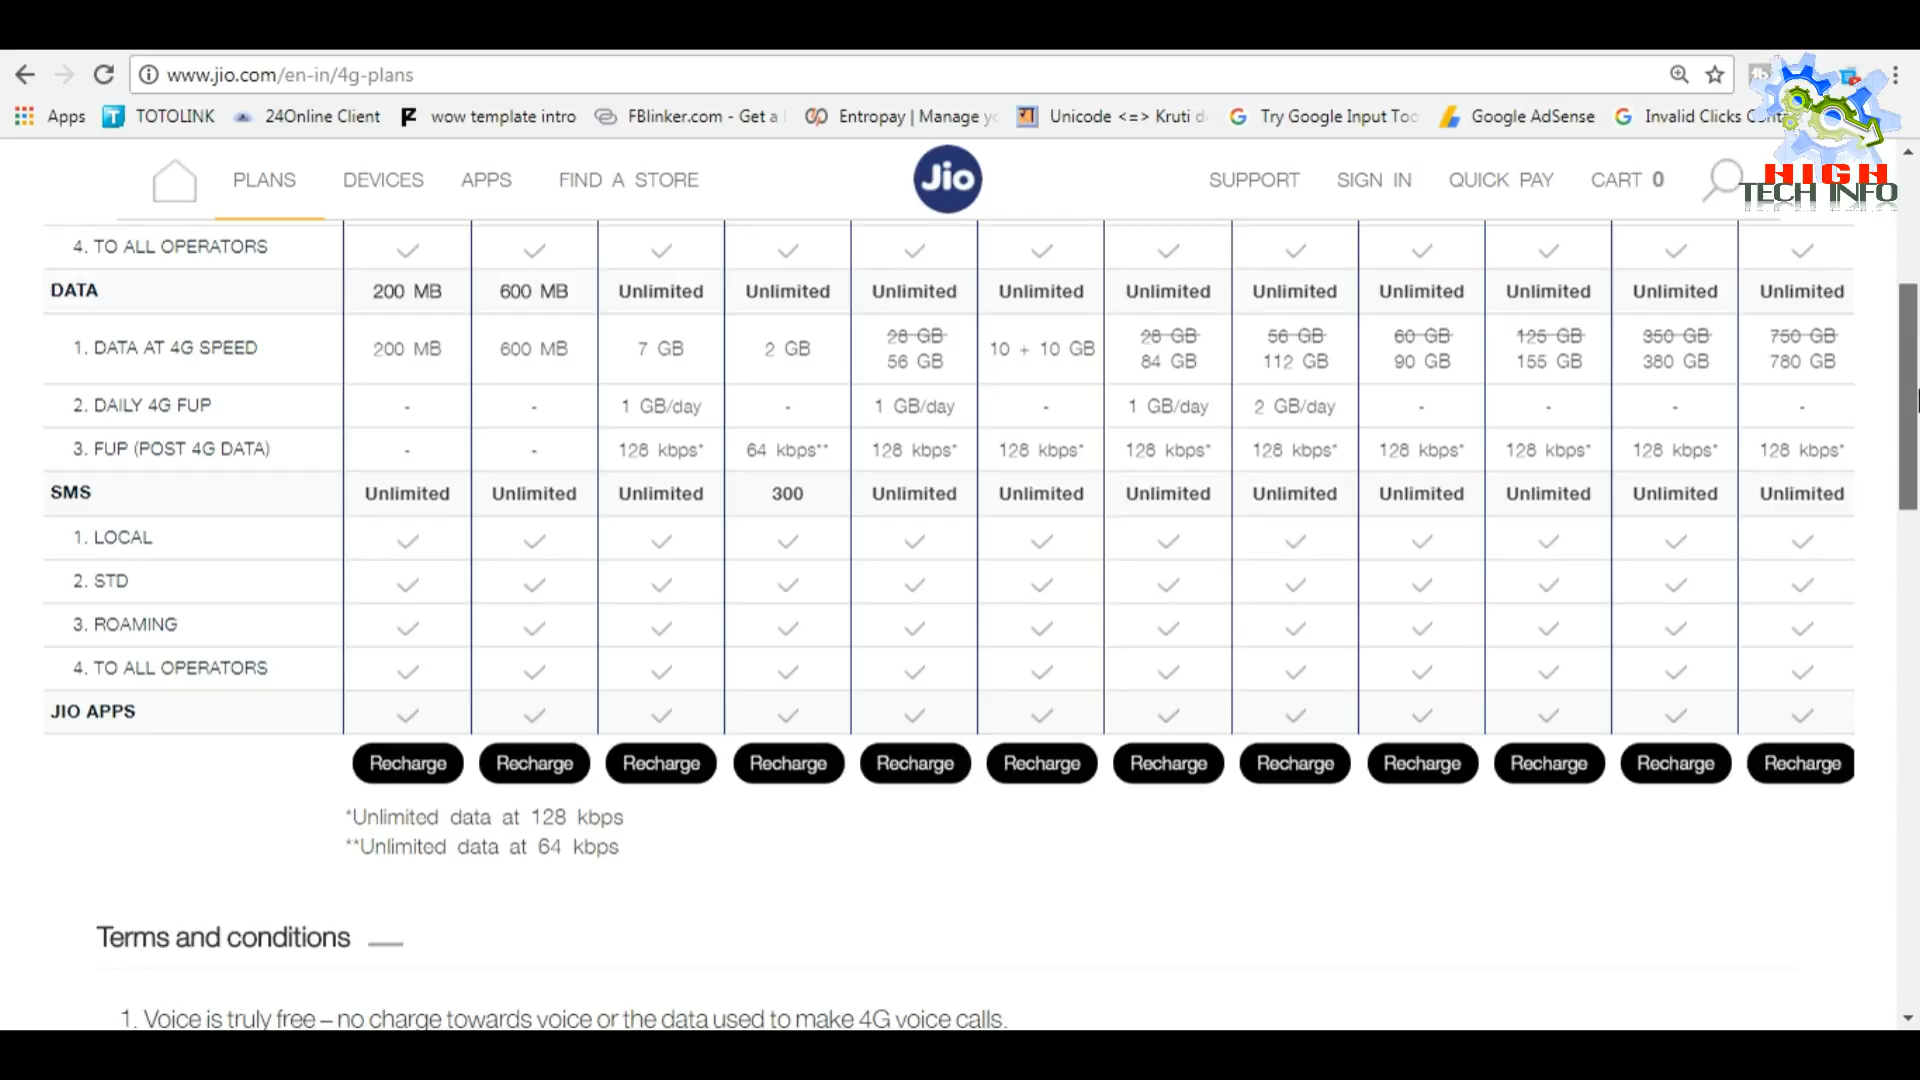 www.jio.com/en-in/4g-plans
Apps TOTOLINK 24Online Client wow template intro FBlinker.com - Get a Entropay | Manage yo Unicode <=> Kruti d Try Google Input Too Google AdSense Invalid Clicks Conta
HIGH
TECH INFO
PLANS DEVICES APPS FIND A STORE Jio SUPPORT SIGN IN QUICK PAY CART 0
4. TO ALL OPERATORS
DATA 200 MB 600 MB Unlimited Unlimited Unlimited Unlimited Unlimited Unlimited Unlimited Unlimited Unlimited Unlimited
28 GB 28 GB 56 GB 60 GB 125 GB 350 GB 750 GB
1. DATA AT 4G SPEED 200 MB 600 MB 7 GB 2 GB 10 + 10 GB
56 GB 84 GB 112 GB 90 GB 155 GB 380 GB 780 GB
2. DAILY 4G FUP - - 1 GB/day - 1 GB/day - 1 GB/day 2 GB/day - - - -
3. FUP (POST 4G DATA) - - 128 kbps* 64 kbps** 128 kbps* 128 kbps* 128 kbps* 128 kbps* 128 kbps* 128 kbps* 128 kbps* 128 kbps*
SMS Unlimited Unlimited Unlimited 300 Unlimited Unlimited Unlimited Unlimited Unlimited Unlimited Unlimited Unlimited
1. LOCAL
2. STD
3. ROAMING
4. TO ALL OPERATORS
JIO APPS
Recharge Recharge Recharge Recharge Recharge Recharge Recharge Recharge Recharge Recharge Recharge Recharge
*Unlimited data at 128 kbps
**Unlimited data at 64 kbps
Terms and conditions
1. Voice is truly free – no charge towards voice or the data used to make 4G voice calls.